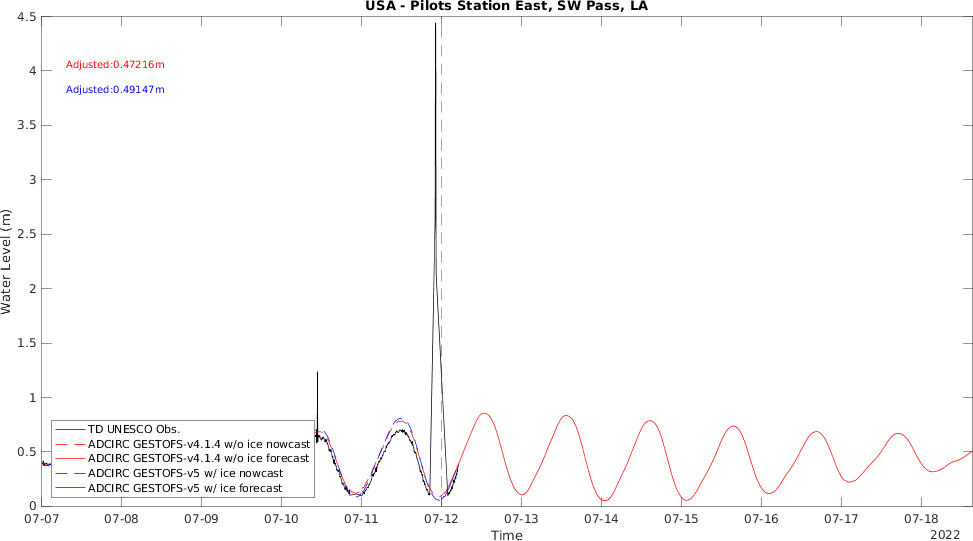 USA - Pilots Station East, SW Pass, LA
4.5
4
3.5
3
2.5
2
1.5
1
0.5
0
Water Level (m)
Adjusted:0.47216m
Adjusted:0.49147m
TD UNESCO Obs.
ADCIRC GESTOFS-v4.1.4 w/o ice nowcast
ADCIRC GESTOFS-v4.1.4 w/o ice forecast
ADCIRC GESTOFS-v5 w/ ice nowcast
ADCIRC GESTOFS-v5 w/ ice forecast
07-07 07-08 07-09 07-10 07-11 07-12 07-13 07-14 07-15 07-16 07-17 07-18
Time
2022